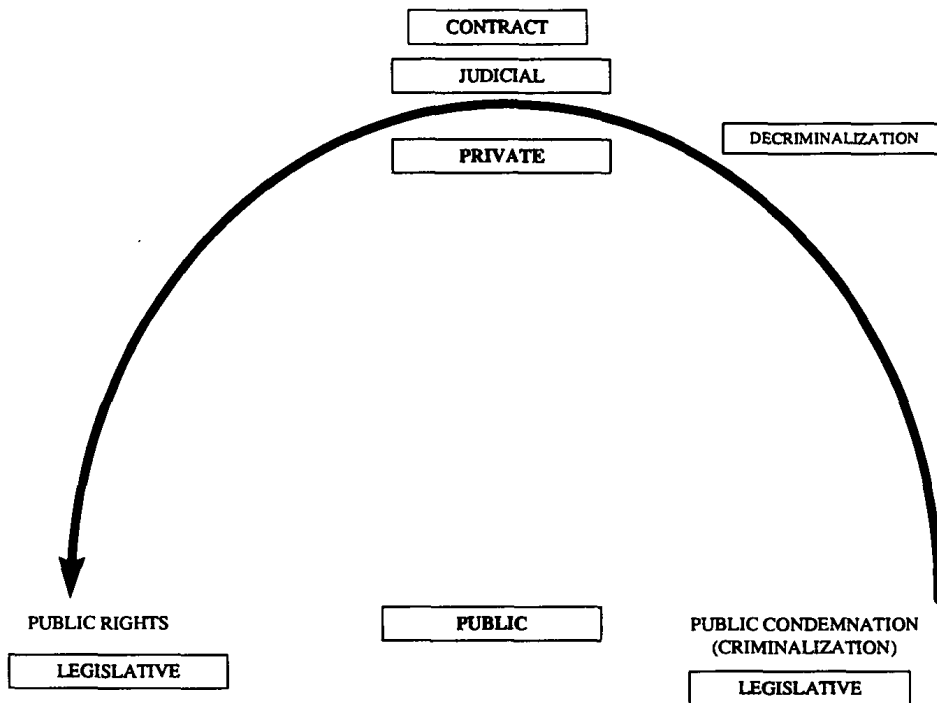 CONTRACT
JUDICIAL
DECRIMINALIZATION
PRIVATE
PUBLIC RIGHTS
LEGISLATIVE
PUBLIC
PUBLIC CONDEMNATION
(CRIMINALIZATION)
LEGISLATIVE